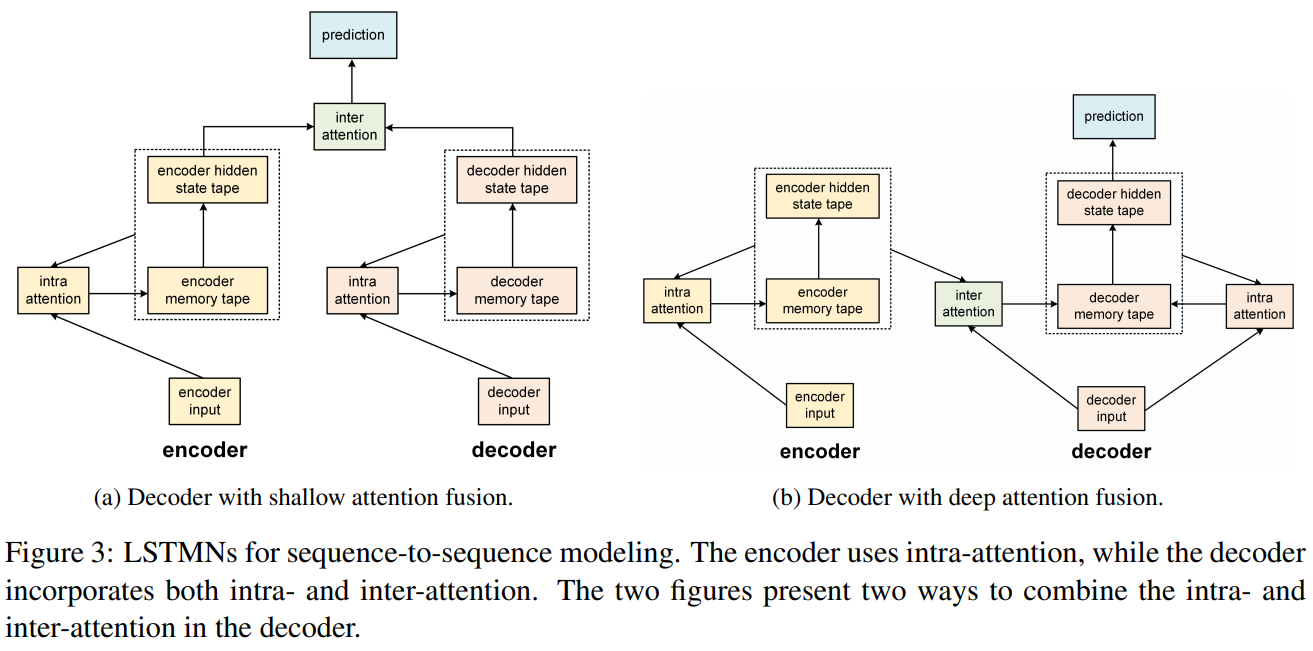 prediction
inter
attention
encoder hidden
state tape
decoder hidden
state tape
intra
attention
encoder
memory tape
intra
attention
decoder
memory tape
encoder
input
decoder
input
encoder
decoder
(a) Decoder with shallow attention fusion.
prediction
encoder hidden
state tape
decoder hidden
state tape
intra
attention
encoder
memory tape
inter
attention
decoder
memory tape
intra
attention
encoder
input
decoder
input
encoder
decoder
(b) Decoder with deep attention fusion.
Figure 3: LSTMNs for sequence-to-sequence modeling. The encoder uses intra-attention, while the decoder
incorporates both intra- and inter-attention. The two figures present two ways to combine the intra- and
inter-attention in the decoder.